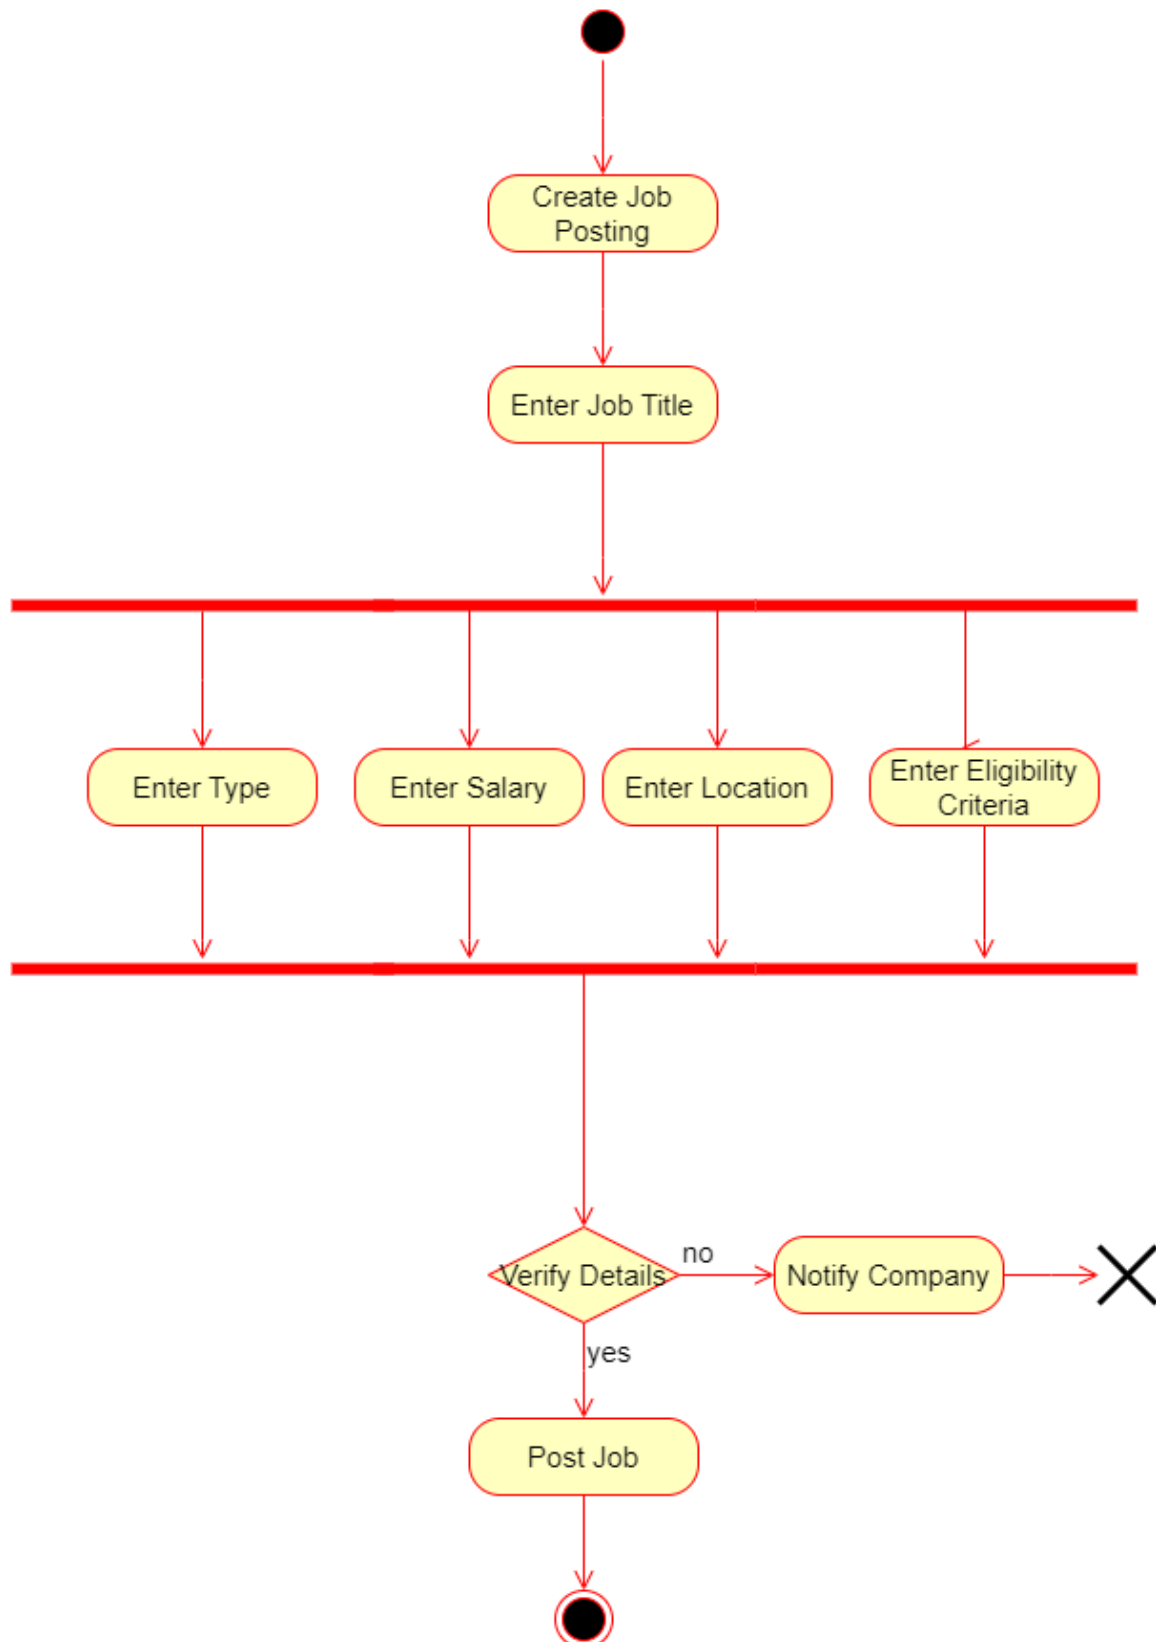 Create Job
Posting
Enter Job Title
Enter Type
Enter Salary
Enter Location
Enter Eligibility
Criteria
Verify Details
no
Notify Company
yes
Post Job